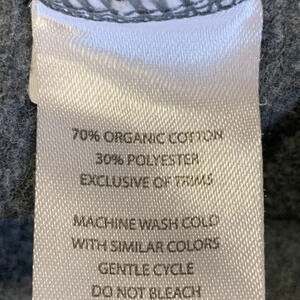 70% ORGANIC COTTON
30% POLYESTER
EXCLUSIVE OF TRIMS
MACHINE WASH COLD
WITH SIMILAR COLORS
GENTLE CYCLE
DO NOT BLEACH